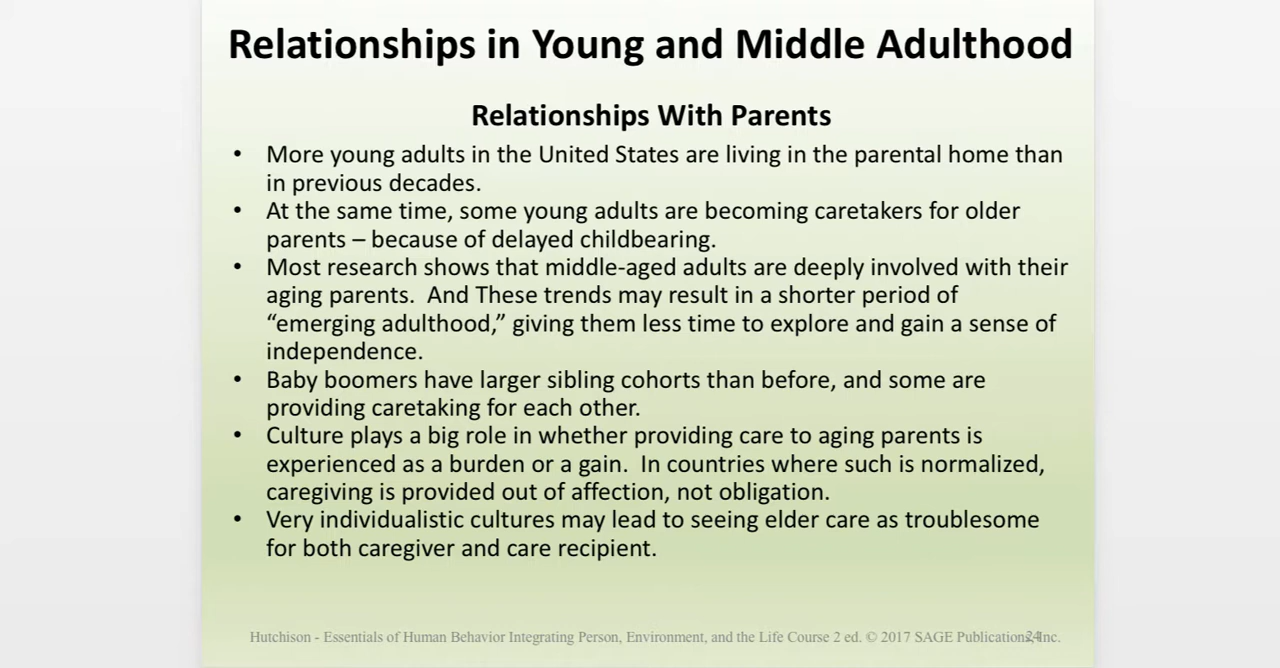 Relationships in Young and Middle Adulthood
Relationships With Parents
• More young adults in the United States are living in the parental home than
in previous decades.
• At the same time, some young adults are becoming caretakers for older
parents – because of delayed childbearing.
• Most research shows that middle-aged adults are deeply involved with their
aging parents.  And These trends may result in a shorter period of
“emerging adulthood,” giving them less time to explore and gain a sense of
independence.
• Baby boomers have larger sibling cohorts than before, and some are
providing caretaking for each other.
• Culture plays a big role in whether providing care to aging parents is
experienced as a burden or a gain.  In countries where such is normalized,
caregiving is provided out of affection, not obligation.
• Very individualistic cultures may lead to seeing elder care as troublesome
for both caregiver and care recipient.
Hutchison - Essentials of Human Behavior Integrating Person, Environment, and the Life Course 2 ed. © 2017 SAGE Publications, Inc.
24